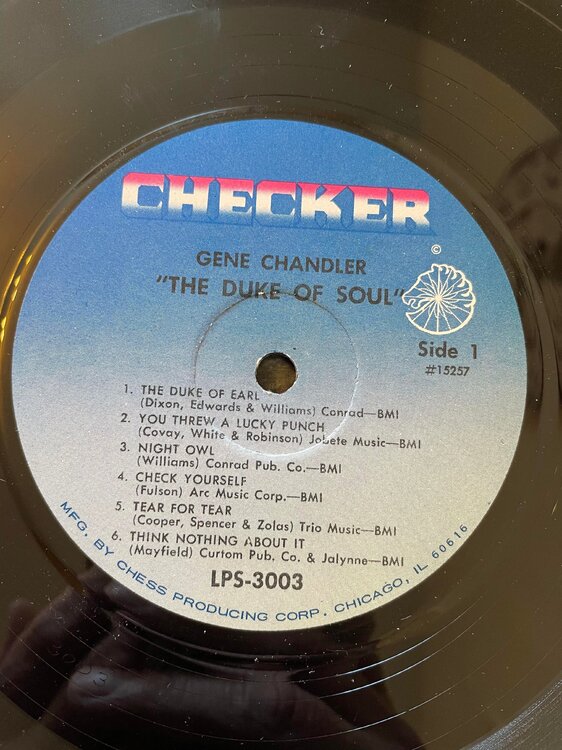 CHECKER
©
GENE CHANDLER
"THE DUKE OF SOUL"
Side 1
#15257
1. THE DUKE OF EARL
(Dixon, Edwards & Williams) Conrad—BMI
2. YOU THREW A LUCKY PUNCH
(Covay, White & Robinson) Jobete Music—BMI
3. NIGHT OWL
(Williams) Conrad Pub. Co.—BMI
4. CHECK YOURSELF
(Fulson) Arc Music Corp.—BMI
5. TEAR FOR TEAR
(Cooper, Spencer & Zolas) Trio Music—BMI
6. THINK NOTHING ABOUT IT
(Mayfield) Curtom Pub. Co. & Jalynne—BMI
LPS-3003
MFG. BY CHESS PRODUCING CORP. CHICAGO, IL 60616
3003